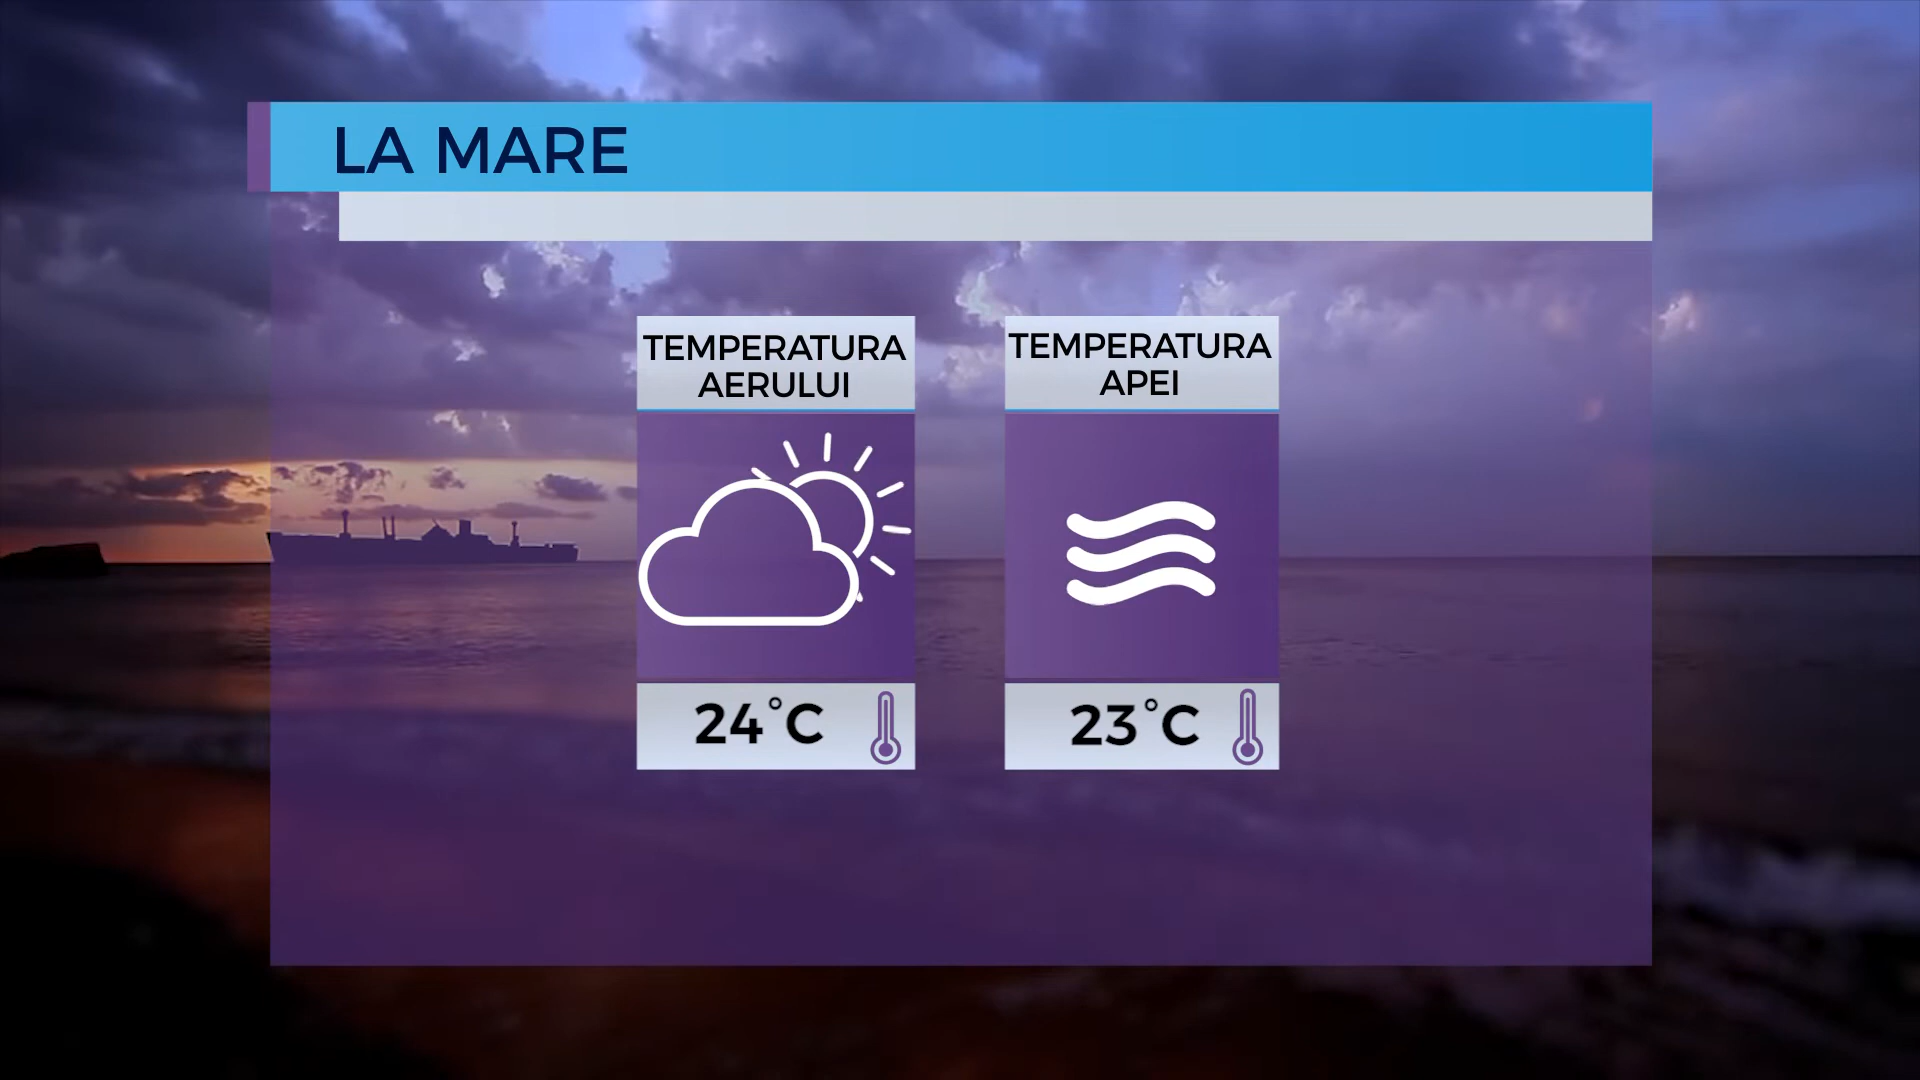 LA MARE
TEMPERATURA
AERULUI
TEMPERATURA
APEI
24°C
23°C